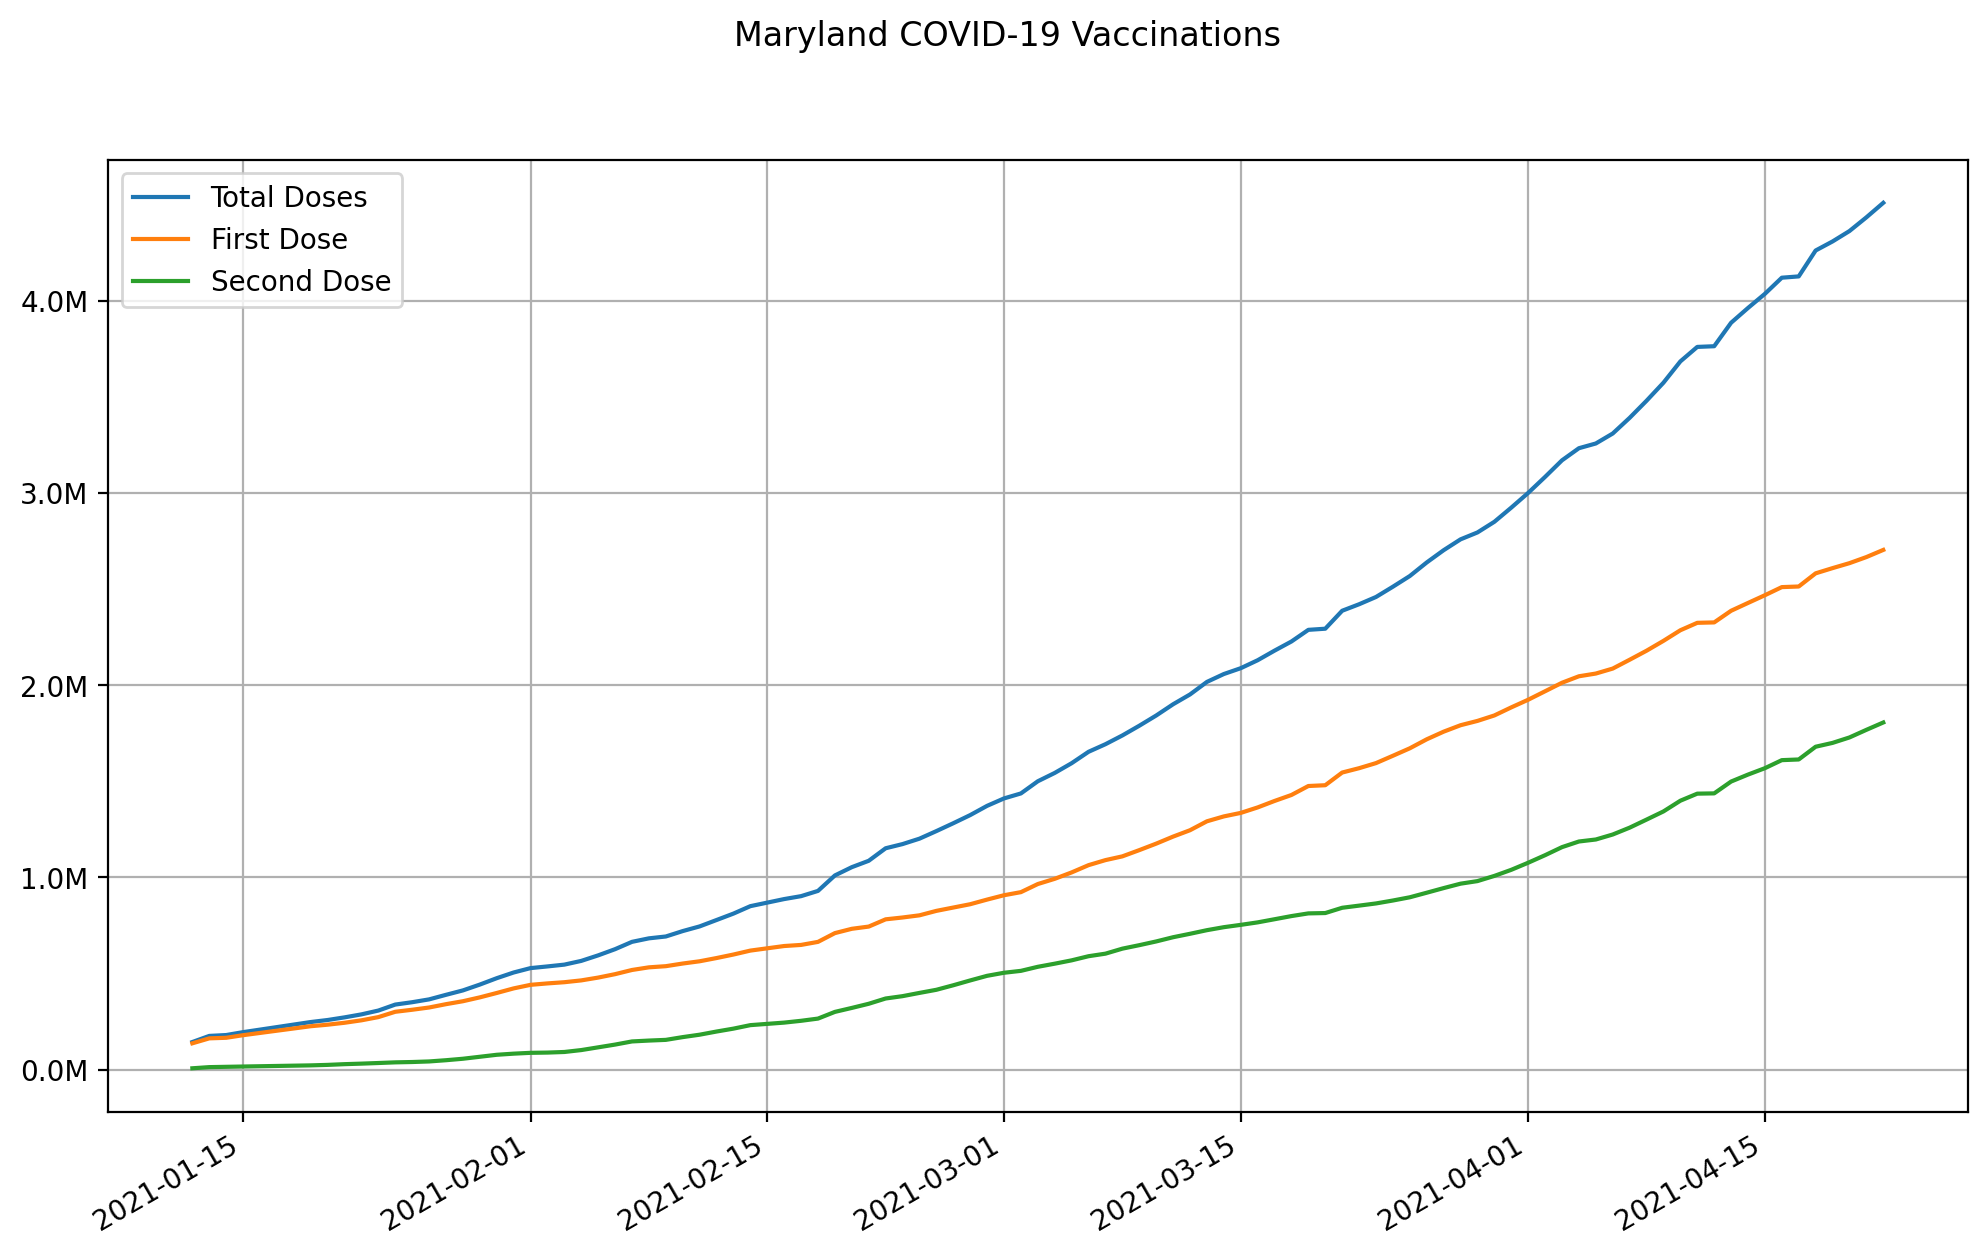 Maryland COVID-19 Vaccinations
Total Doses
First Dose
Second Dose
4.0M
3.0M
2.0M
1.0M
0.0M
2021-01-15
2021-02-01
2021-02-15
2021-03-01
2021-03-15
2021-04-01
2021-04-15